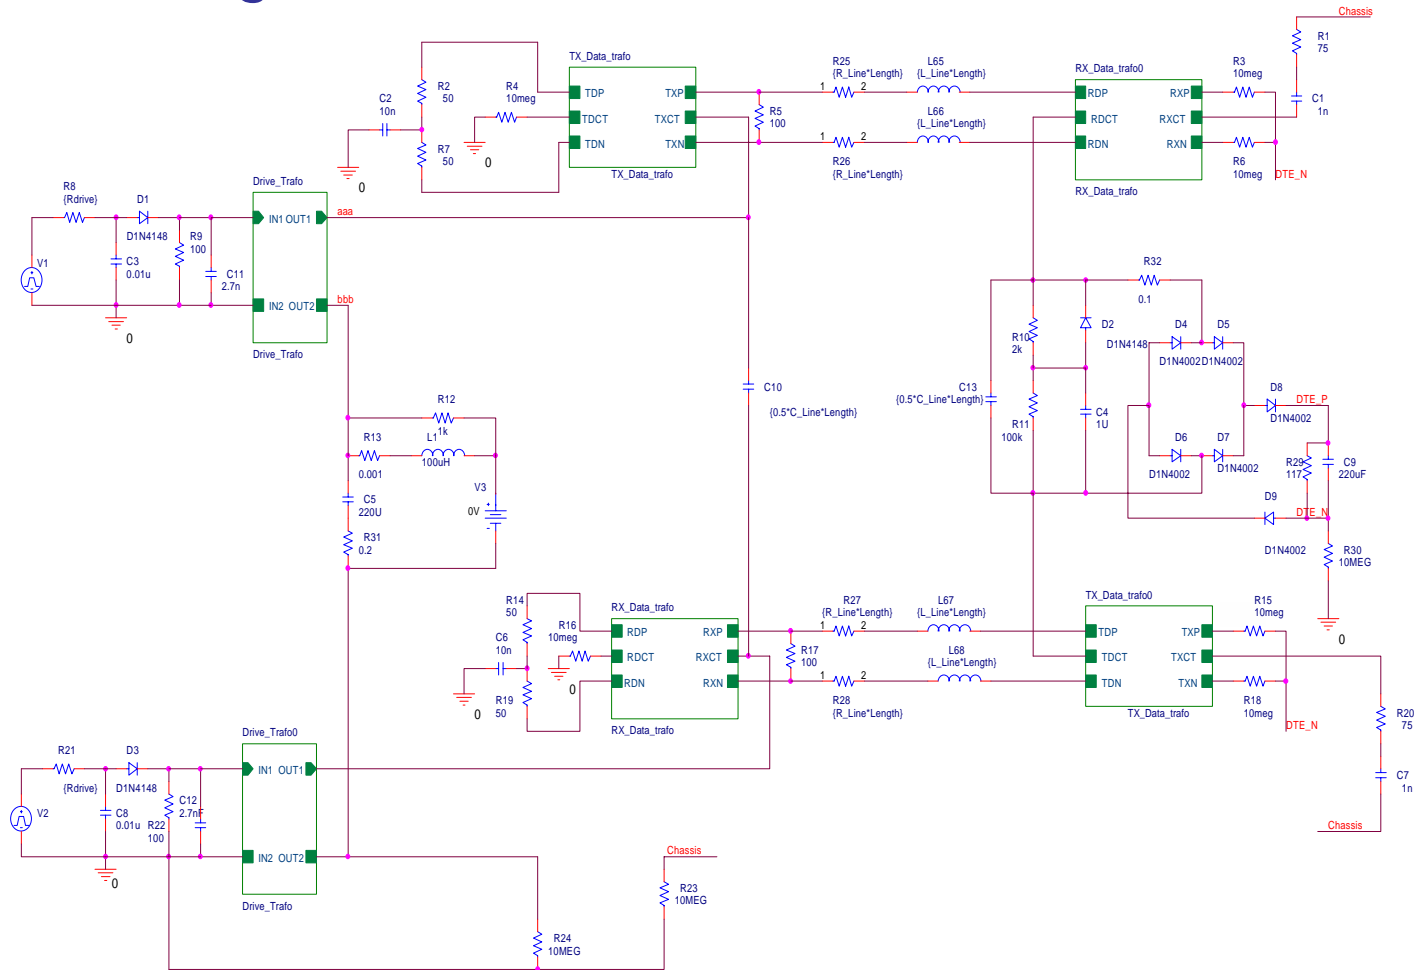 Chassis
R1
75
C1
1n
TX_Data_trafo
R2
50
C2
10n
R7
50
0
R4
10meg
0
TDP
TDCT
TDN
TXP
TXCT
TXN
TX_Data_trafo
R5
100
1 R25 2
{R_Line*Length}
L65
{L_Line*Length}
L66
{L_Line*Length}
1 2
R26
{R_Line*Length}
RX_Data_trafo0
RDP
RDCT
RDN
RXP
RXCT
RXN
RX_Data_trafo
R3
10meg
R6
10meg
DTE_N
V1
R8
{Rdrive}
D1
D1N4148
C3
0.01u
R9
100
C11
2.7n
0
Drive_Trafo
IN1 OUT1
IN2 OUT2
Drive_Trafo
aaa
bbb
R12
1k
R13
0.001
L1
100uH
C5
220U
R31
0.2
V3
0V
C10
{0.5*C_Line*Length}
C13
{0.5*C_Line*Length}
R10
2k
R11
100k
D2
D1N4148
C4
1U
R32
0.1
D4
D1N4002
D5
D1N4002
D6
D1N4002
D7
D1N4002
D8
D1N4002
DTE_P
R29
117
C9
220uF
D9
D1N4002
DTE_N
R30
10MEG
0
R14
50
C6
10n
R19
50
0
R16
10meg
0
RX_Data_trafo
RDP
RDCT
RDN
RXP
RXCT
RXN
RX_Data_trafo
R17
100
1 R27 2
{R_Line*Length}
L67
{L_Line*Length}
L68
{L_Line*Length}
1 2
R28
{R_Line*Length}
TX_Data_trafo0
TDP
TDCT
TDN
TXP
TXCT
TXN
TX_Data_trafo
R15
10meg
R18
10meg
DTE_N
R20
75
C7
1n
Chassis
V2
R21
{Rdrive}
D3
D1N4148
C8
0.01u
C12
2.7nF
R22
100
0
Drive_Trafo0
IN1 OUT1
IN2 OUT2
Drive_Trafo
Chassis
R23
10MEG
R24
10MEG